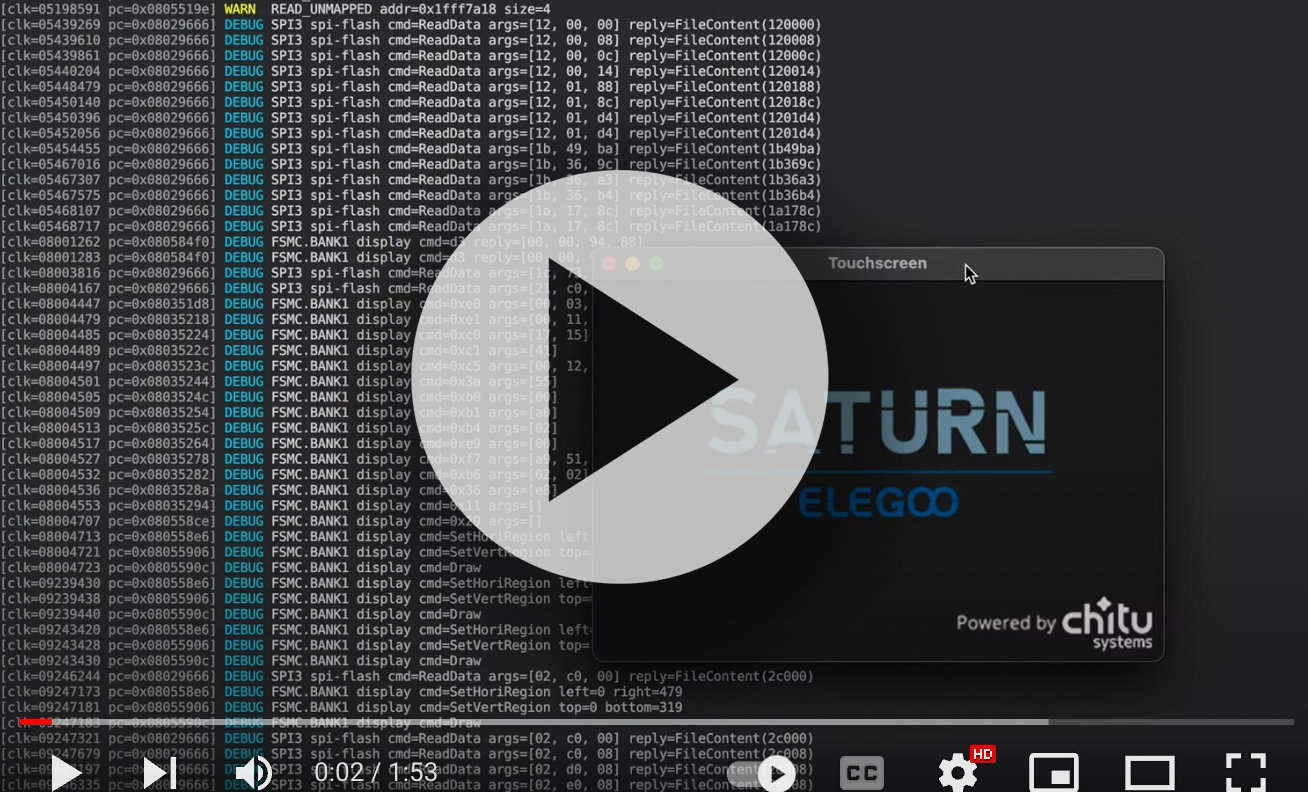 [clk=05198591 pc=0x0805519e] WARN READ_UNMAPPED addr=0x1fff7a18 size=4
[clk=05439266 pc=0x08029666] DEBUG SPI3 spi-flash cmd=ReadData args=[12, 00, 00] reply=FileContent(120000)
[clk=05439610 pc=0x08029666] DEBUG SPI3 spi-flash cmd=ReadData args=[12, 00, 08] reply=FileContent(120008)
[clk=05439861 pc=0x08029666] DEBUG SPI3 spi-flash cmd=ReadData args=[12, 00, 0c] reply=FileContent(12000c)
[clk=05440204 pc=0x08029666] DEBUG SPI3 spi-flash cmd=ReadData args=[12, 00, 14] reply=FileContent(120014)
[clk=05448479 pc=0x08029666] DEBUG SPI3 spi-flash cmd=ReadData args=[12, 01, 88] reply=FileContent(120188)
[clk=05450140 pc=0x08029666] DEBUG SPI3 spi-flash cmd=ReadData args=[12, 01, 8c] reply=FileContent(12018c)
[clk=05450396 pc=0x08029666] DEBUG SPI3 spi-flash cmd=ReadData args=[12, 01, d4] reply=FileContent(1201d4)
[clk=05452056 pc=0x08029666] DEBUG SPI3 spi-flash cmd=ReadData args=[12, 01, d4] reply=FileContent(1201d4)
[clk=05454455 pc=0x08029666] DEBUG SPI3 spi-flash cmd=ReadData args=[1b, 49, ba] reply=FileContent(1b49ba)
[clk=05467016 pc=0x08029666] DEBUG SPI3 spi-flash cmd=ReadData args=[1b, 36, 9c] reply=FileContent(1b369c)
[clk=05467307 pc=0x08029666] DEBUG SPI3 spi-flash cmd=ReadData args=[1b, 36, a3] reply=FileContent(1b36a3)
[clk=05467575 pc=0x08029666] DEBUG SPI3 spi-flash cmd=ReadData args=[1b, 36, b4] reply=FileContent(1b36b4)
[clk=05468107 pc=0x08029666] DEBUG SPI3 spi-flash cmd=ReadData args=[1a, 17, 8c] reply=FileContent(1a178c)
[clk=05468717 pc=0x08029666] DEBUG SPI3 spi-flash cmd=ReadData args=[1a, 17, 8c] reply=FileContent(1a178c)
[clk=08001262 pc=0x080584f0] DEBUG FSMC.BANK1 display cmd=d3 reply=[00, 00, 94, 88]
[clk=08001283 pc=0x080584f0] DEBUG FSMC.BANK1 display cmd=d3 reply=[00, 00,
[clk=08003816 pc=0x08029666] DEBUG SPI3 spi-flash cmd=ReadData args=[1c, 73,
[clk=08004167 pc=0x08029666] DEBUG SPI3 spi-flash cmd=ReadData args=[21, c0,
[clk=08004447 pc=0x080351d8] DEBUG FSMC.BANK1 display cmd=0xe0 args=[00, 03,
[clk=08004479 pc=0x08035218] DEBUG FSMC.BANK1 display cmd=0xe1 args=[00, 11,
[clk=08004485 pc=0x08035224] DEBUG FSMC.BANK1 display cmd=0xc0 args=[17, 15]
[clk=08004489 pc=0x0803522c] DEBUG FSMC.BANK1 display cmd=0xc1 args=[41]
[clk=08004497 pc=0x0803523c] DEBUG FSMC.BANK1 display cmd=0xc5 args=[00, 12,
[clk=08004501 pc=0x08035244] DEBUG FSMC.BANK1 display cmd=0x3a args=[55]
[clk=08004505 pc=0x0803524c] DEBUG FSMC.BANK1 display cmd=0xb0 args=[00]
[clk=08004509 pc=0x08035254] DEBUG FSMC.BANK1 display cmd=0xb1 args=[a0]
[clk=08004513 pc=0x0803525c] DEBUG FSMC.BANK1 display cmd=0xb4 args=[02]
[clk=08004517 pc=0x08035264] DEBUG FSMC.BANK1 display cmd=0xe9 args=[00]
[clk=08004527 pc=0x08035278] DEBUG FSMC.BANK1 display cmd=0xf7 args=[a9, 51,
[clk=08004532 pc=0x08035282] DEBUG FSMC.BANK1 display cmd=0xb6 args=[02, 02]
[clk=08004536 pc=0x0803528a] DEBUG FSMC.BANK1 display cmd=0x36 args=[e8]
[clk=08004553 pc=0x08035294] DEBUG FSMC.BANK1 display cmd=0x11 args=[]
[clk=08004707 pc=0x080558ce] DEBUG FSMC.BANK1 display cmd=0x29 args=[]
[clk=08004713 pc=0x080558e6] DEBUG FSMC.BANK1 display cmd=SetHoriRegion left=
[clk=08004721 pc=0x08055906] DEBUG FSMC.BANK1 display cmd=SetVertRegion top=
[clk=08004723 pc=0x0805590c] DEBUG FSMC.BANK1 display cmd=Draw
[clk=09239430 pc=0x080558e6] DEBUG FSMC.BANK1 display cmd=SetHoriRegion left
[clk=09239438 pc=0x08055906] DEBUG FSMC.BANK1 display cmd=SetVertRegion top=
[clk=09239440 pc=0x0805590c] DEBUG FSMC.BANK1 display cmd=Draw
[clk=09243420 pc=0x080558e6] DEBUG FSMC.BANK1 display cmd=SetHoriRegion left=
[clk=09243428 pc=0x08055906] DEBUG FSMC.BANK1 display cmd=SetVertRegion top=
[clk=09243430 pc=0x0805590c] DEBUG FSMC.BANK1 display cmd=Draw
[clk=09246244 pc=0x08029666] DEBUG SPI3 spi-flash cmd=ReadData args=[02, c0, 00] reply=FileContent(2c000)
[clk=09247173 pc=0x080558e6] DEBUG FSMC.BANK1 display cmd=SetHoriRegion left=0 right=479
[clk=09247181 pc=0x08055906] DEBUG FSMC.BANK1 display cmd=SetVertRegion top=0 bottom=319
[clk=09247183 pc=0x0805590c] DEBUG FSMC.BANK1 display cmd=Draw
[clk=09247321 pc=0x08029666] DEBUG SPI3 spi-flash cmd=ReadData args=[02, c0, 00] reply=FileContent(2c000)
pc=0x08029666] DEBUG SPI3 spi-flash cmd=ReadData args=[02, c0, 08]
pc=0x08029666] DEBUG args=[02, d0, 08]
pc=0x08029666] DEBUG SPI3 spi-flash cmd=ReadData args=[02, e0, 08]
Touchscreen
SATURN
ELEGOO
Powered by chitu
systems
0:02 / 1:53
CC
HD